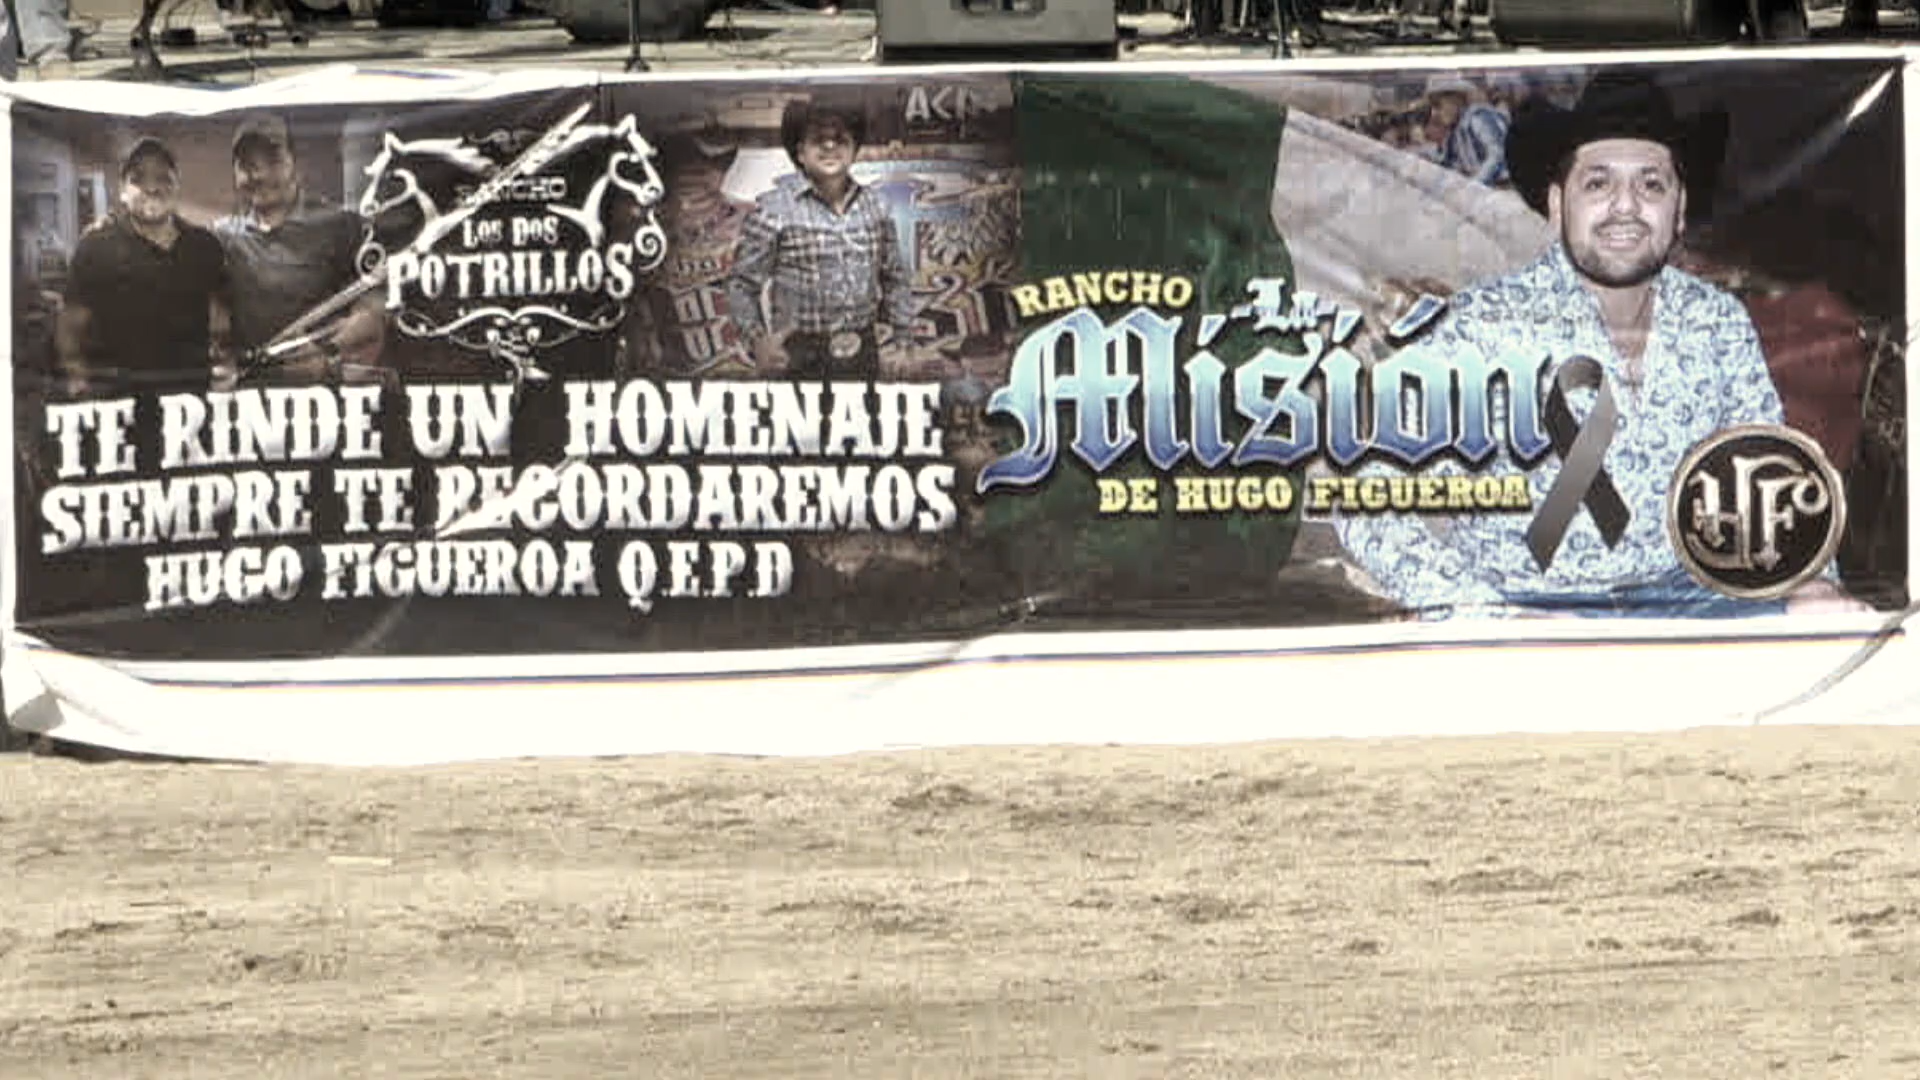 RANCHO
LOS DOS
POTRILLOS
TE RINDE UN HOMENAJE
SIEMPRE TE RECORDAREMOS
HUGO FIGUEROA Q.E.P.D
RANCHO
La
Misión
DE HUGO FIGUEROA
HF